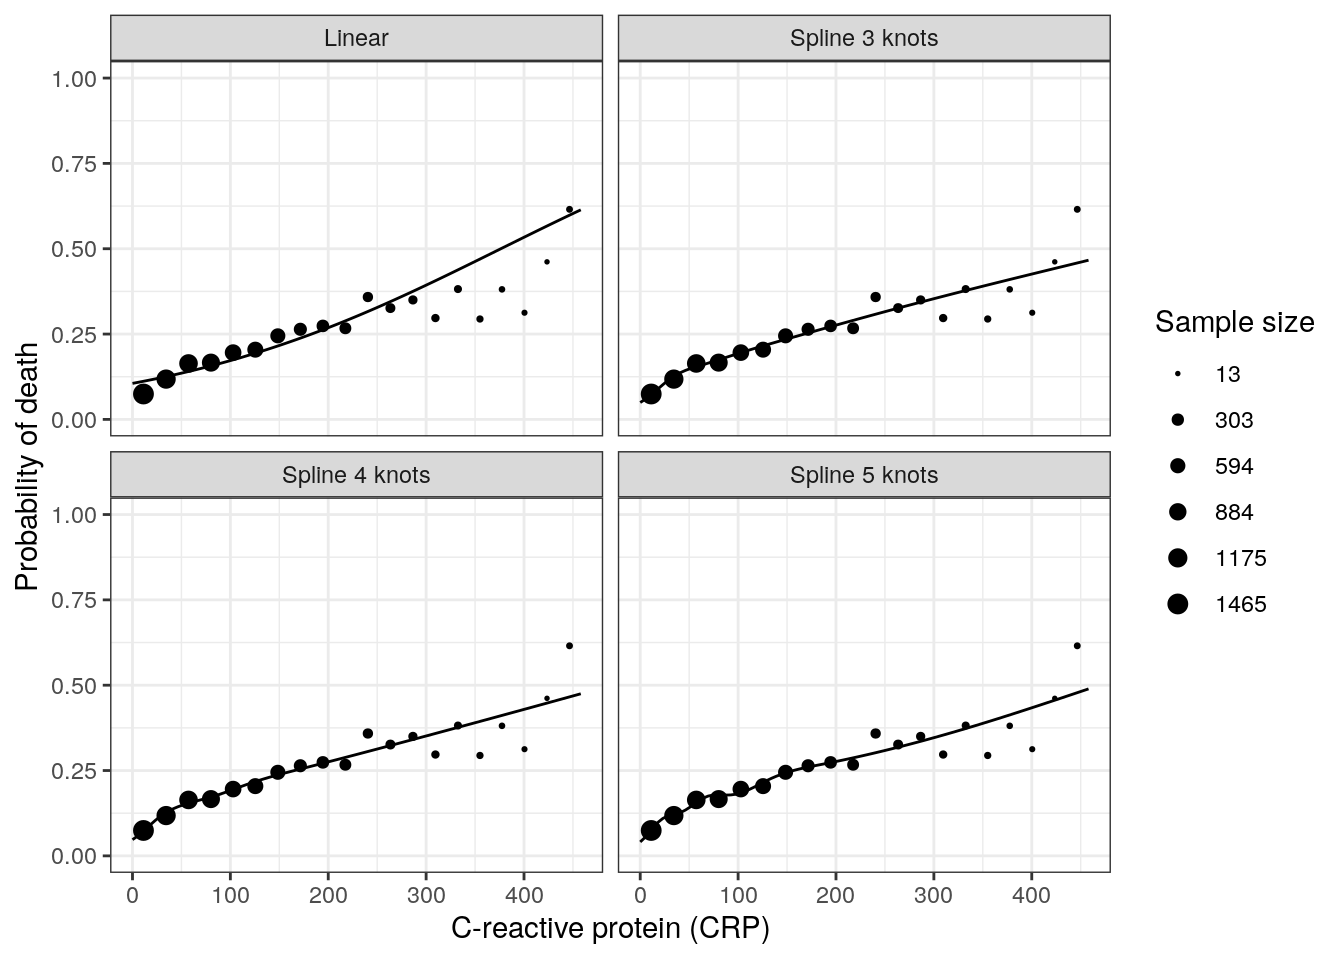 Linear
Spline 3 knots
1.00
0.75
0.50
0.25
0.00
Spline 4 knots
Spline 5 knots
1.00
0.75
0.50
0.25
0.00
0 100 200 300 400
0 100 200 300 400
C-reactive protein (CRP)
Probability of death
Sample size
13
303
594
884
1175
1465